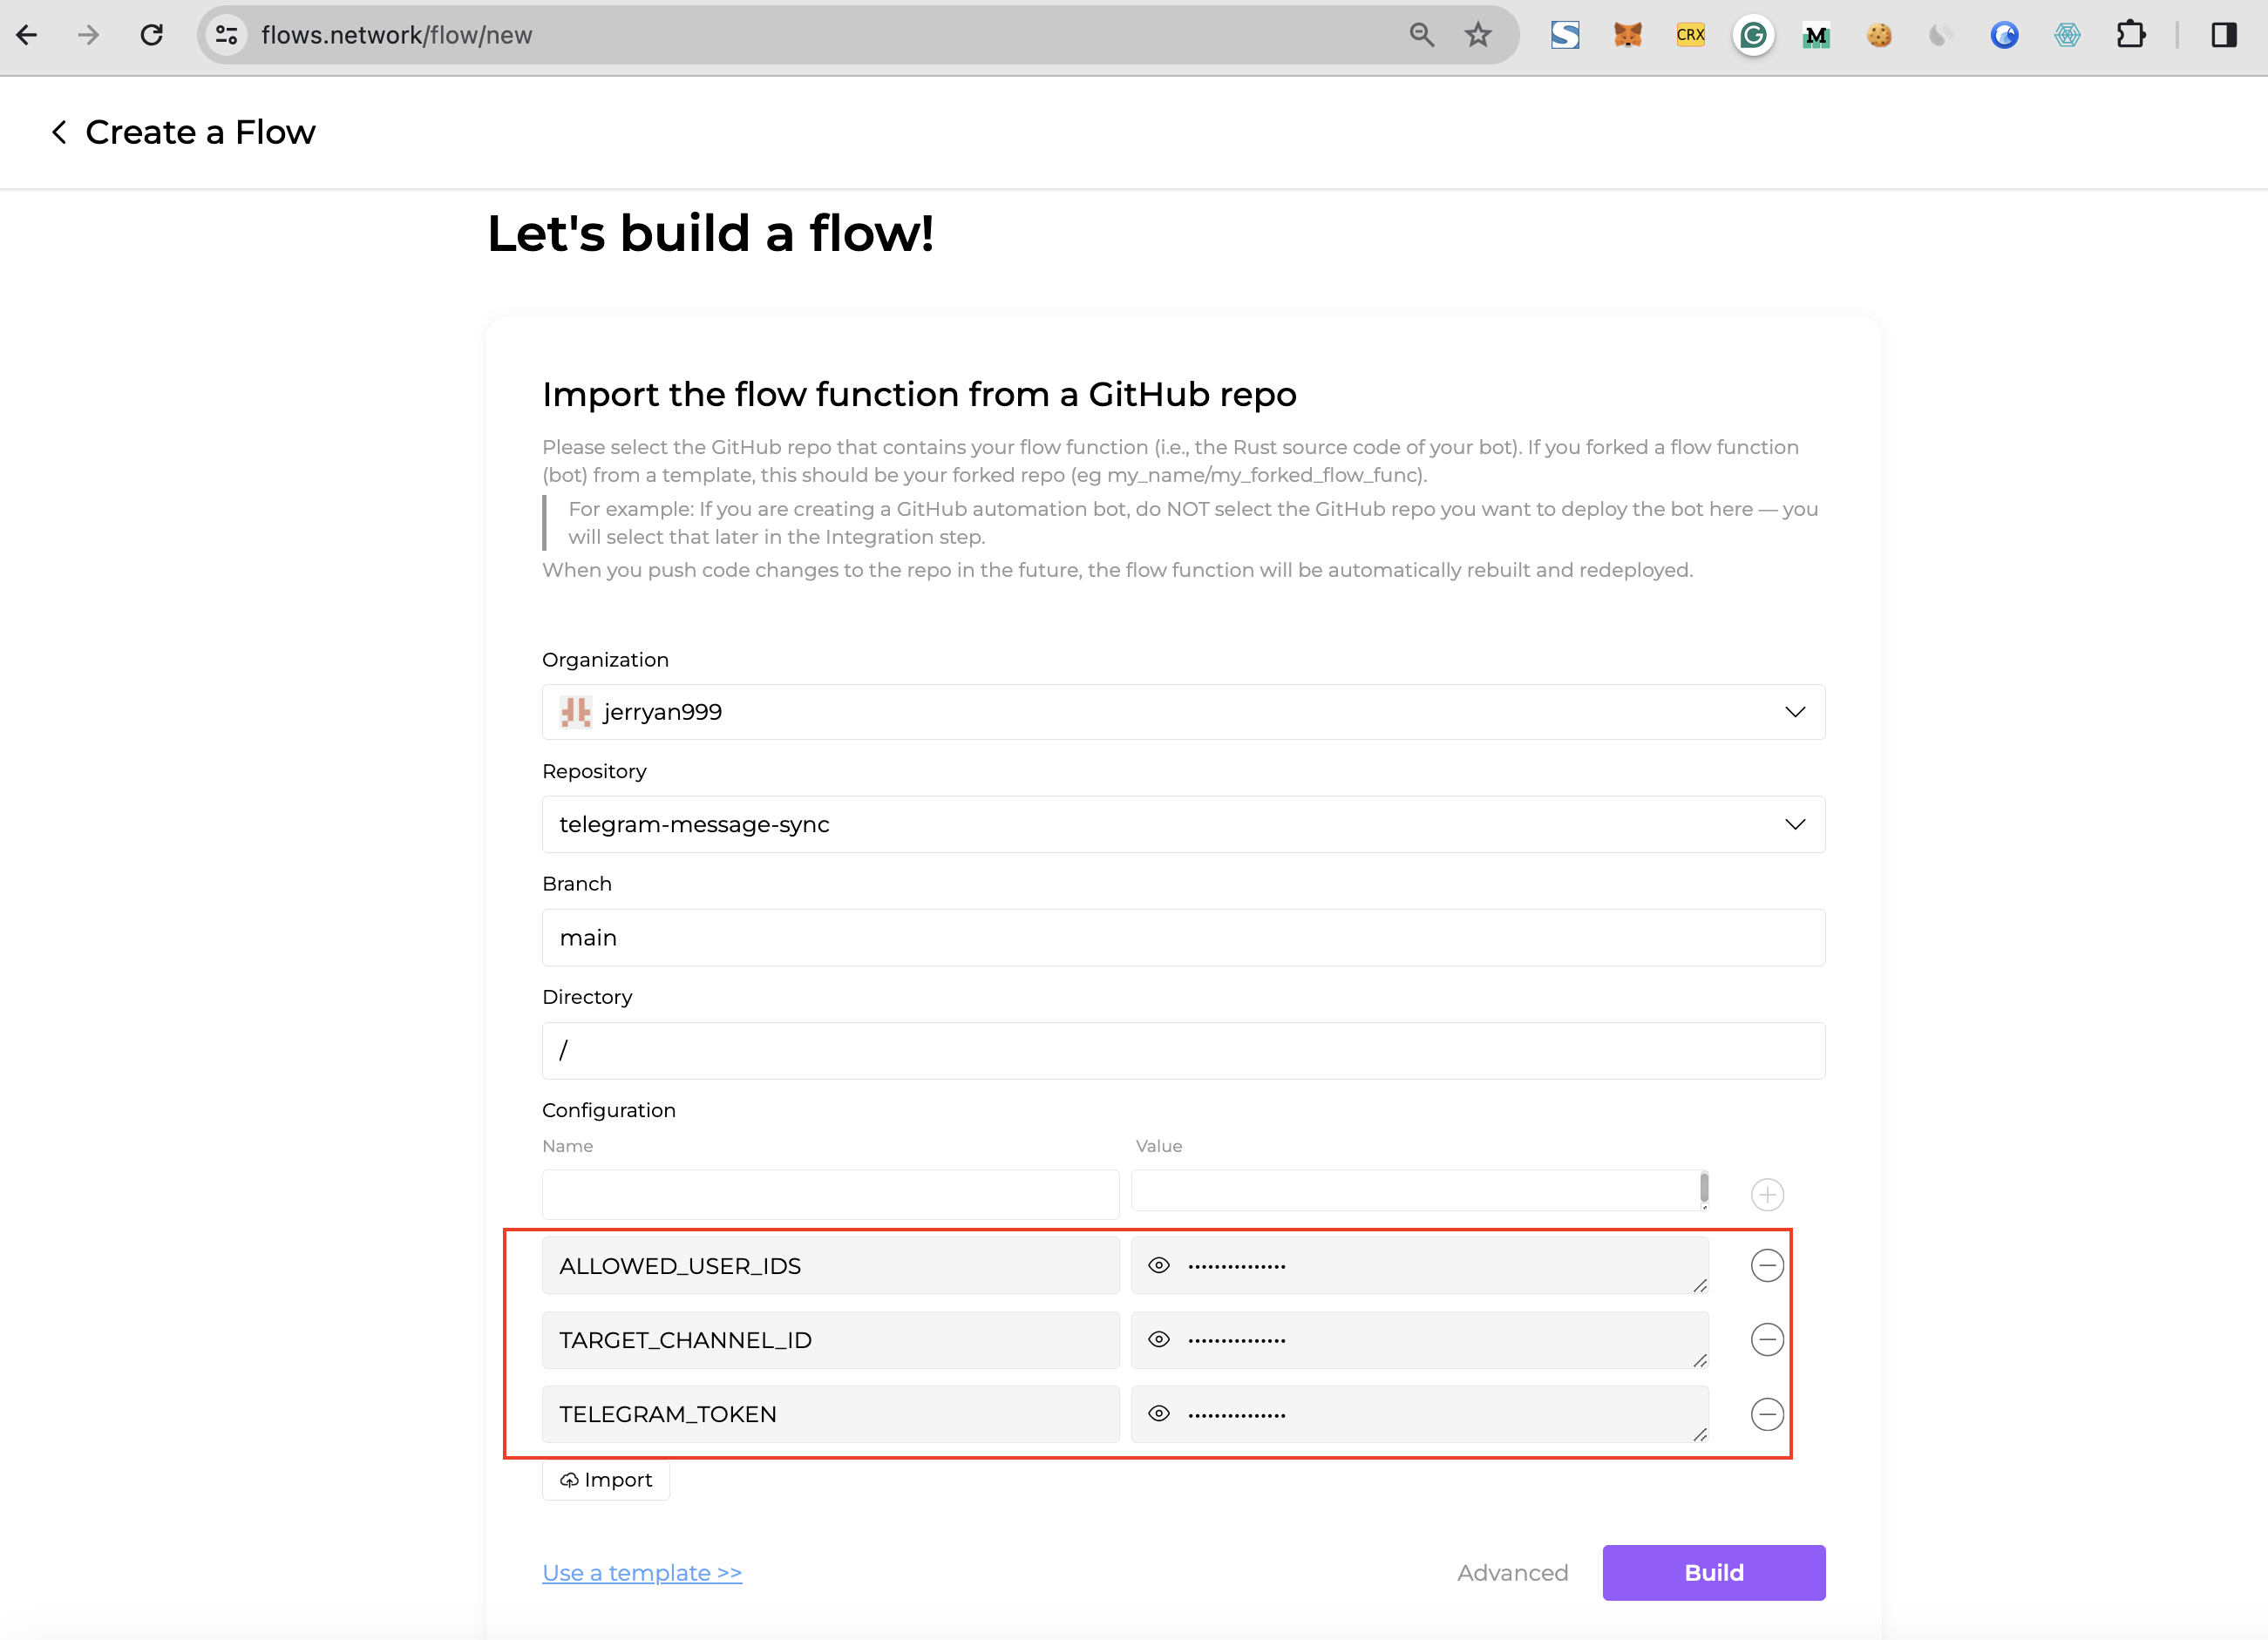 flows.network/flow/new
CRX
M
Create a Flow
Let's build a flow!
Import the flow function from a GitHub repo
Please select the GitHub repo that contains your flow function (i.e., the Rust source code of your bot). If you forked a flow function
(bot) from a template, this should be your forked repo (eg my_name/my_forked_flow_func).
For example: If you are creating a GitHub automation bot, do NOT select the GitHub repo you want to deploy the bot here — you
will select that later in the Integration step.
When you push code changes to the repo in the future, the flow function will be automatically rebuilt and redeployed.
Organization
jerryan999
Repository
telegram-message-sync
Branch
main
Directory
/
Configuration
Name Value
ALLOWED_USER_IDS ···············
TARGET_CHANNEL_ID ···············
TELEGRAM_TOKEN ···············
Import
Use a template >> Advanced Build